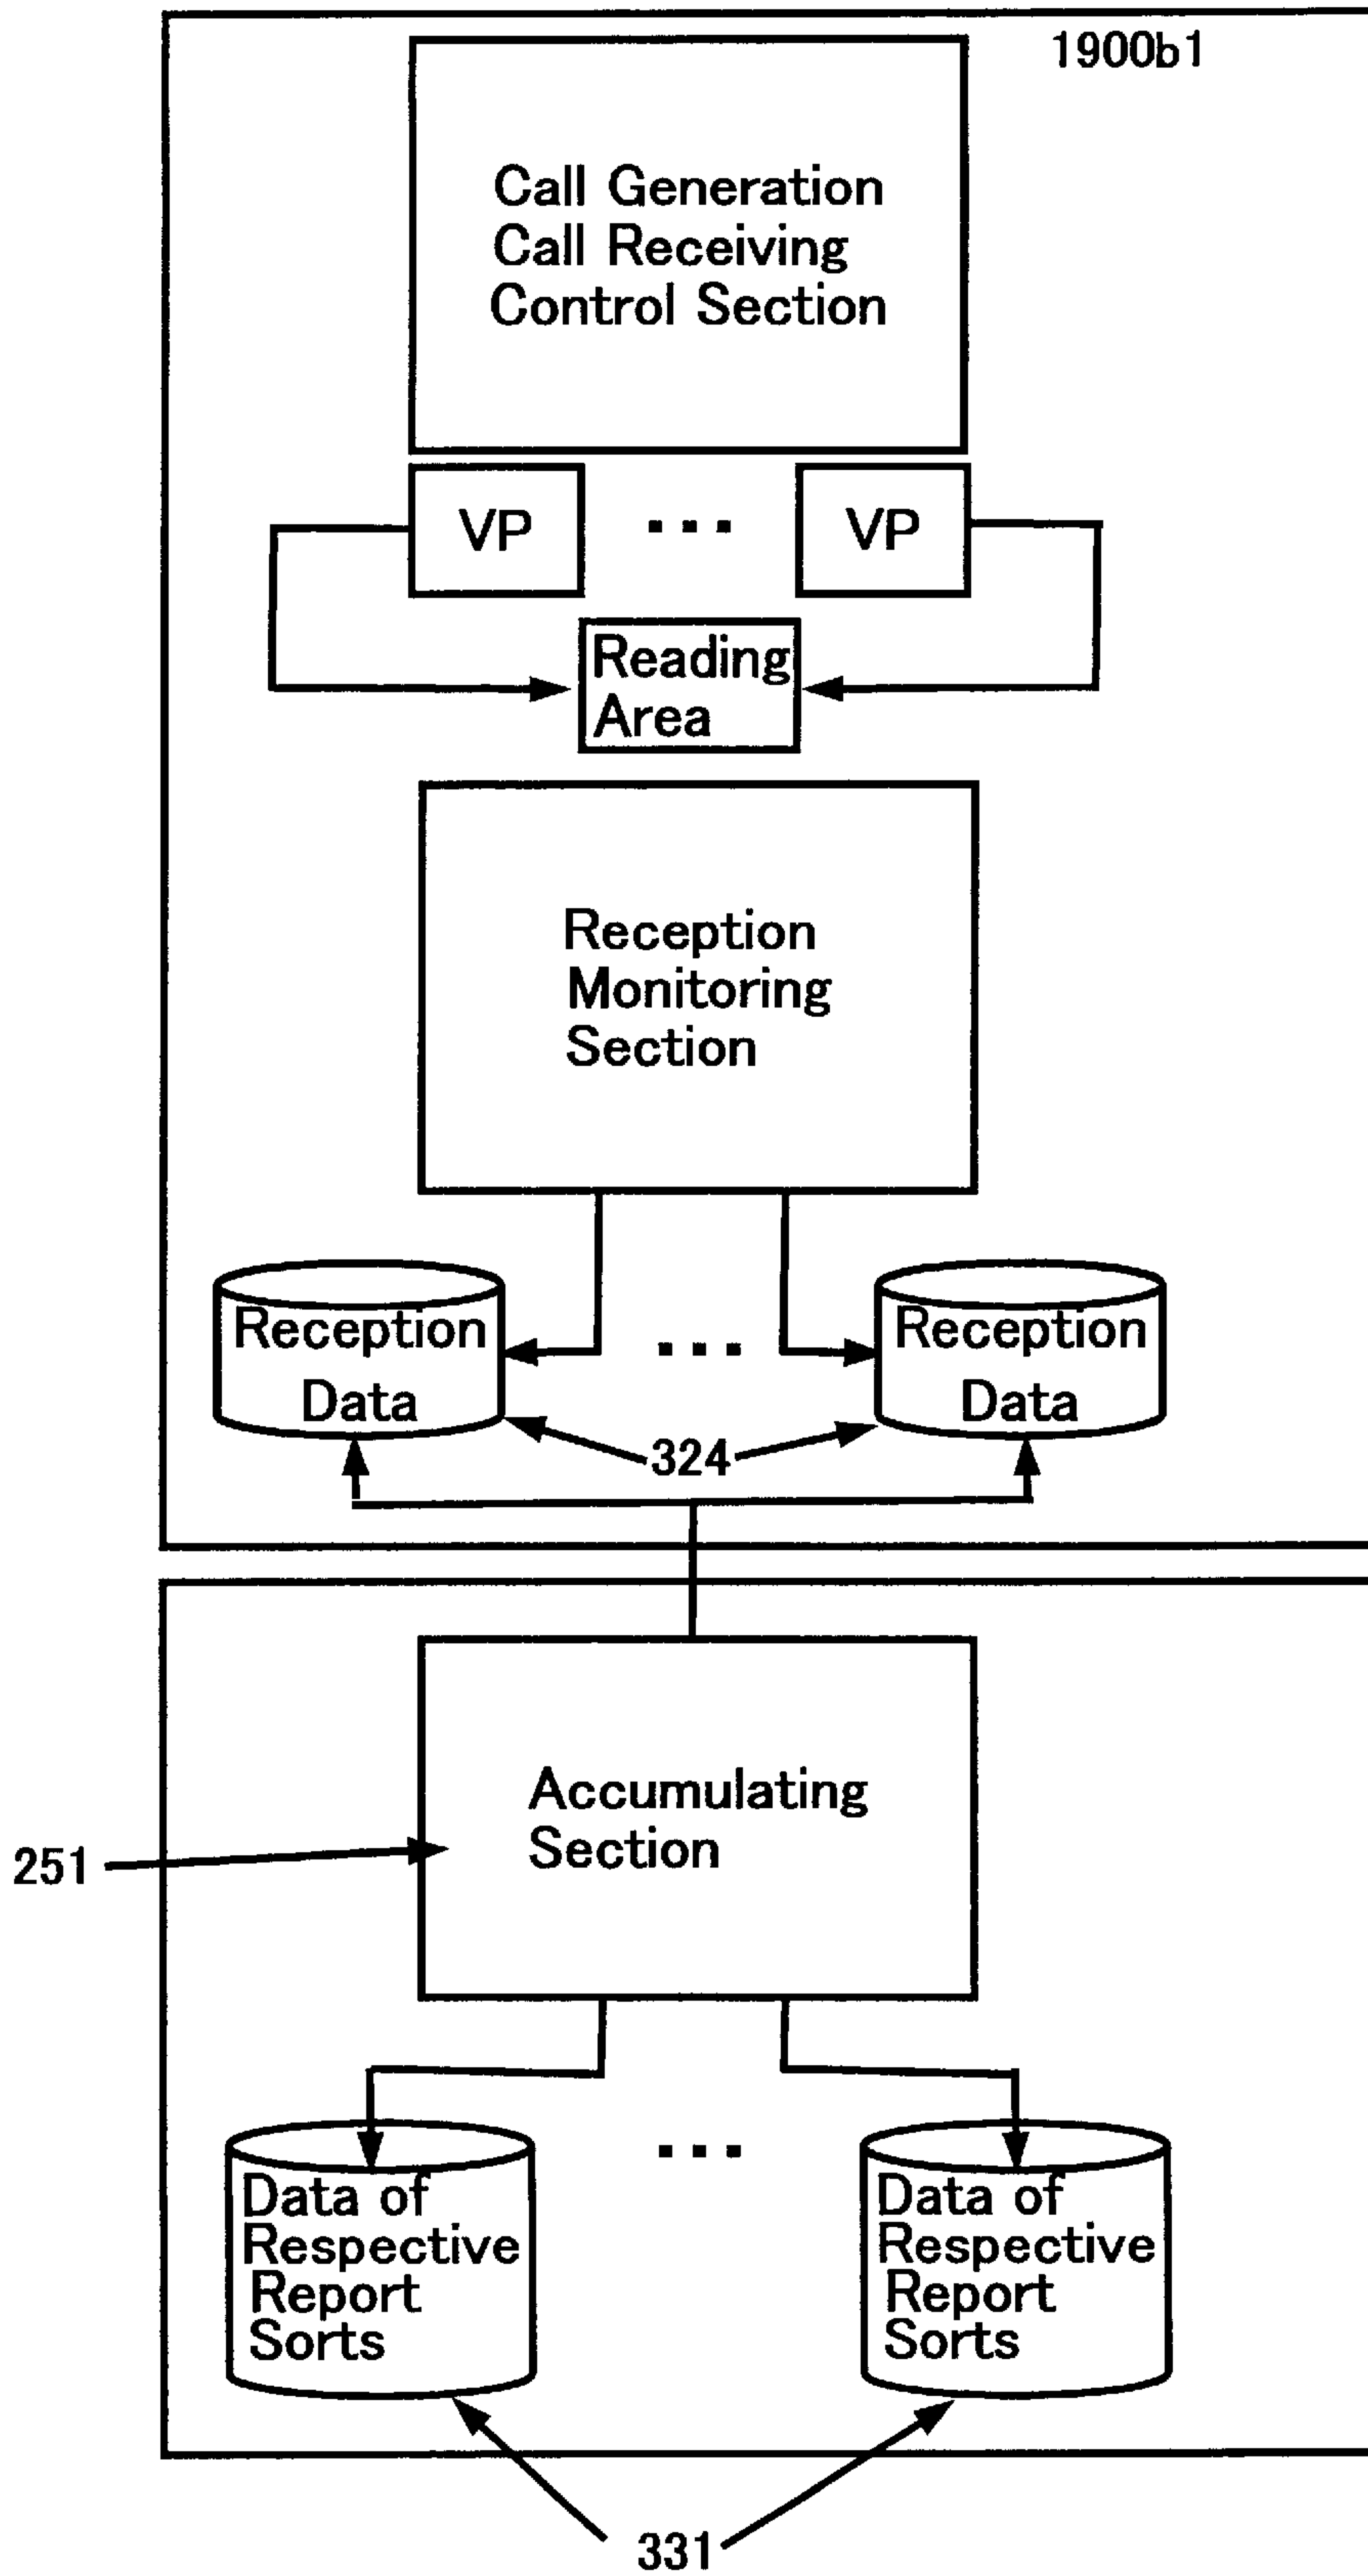 1900b1
Call Generation
Call Receiving
Control Section
VP ... VP
Reading
Area
Reception
Monitoring
Section
Reception
Data
...
Reception
Data
324
Accumulating
Section
251
Data of
Respective
Report
Sorts
...
Data of
Respective
Report
Sorts
331